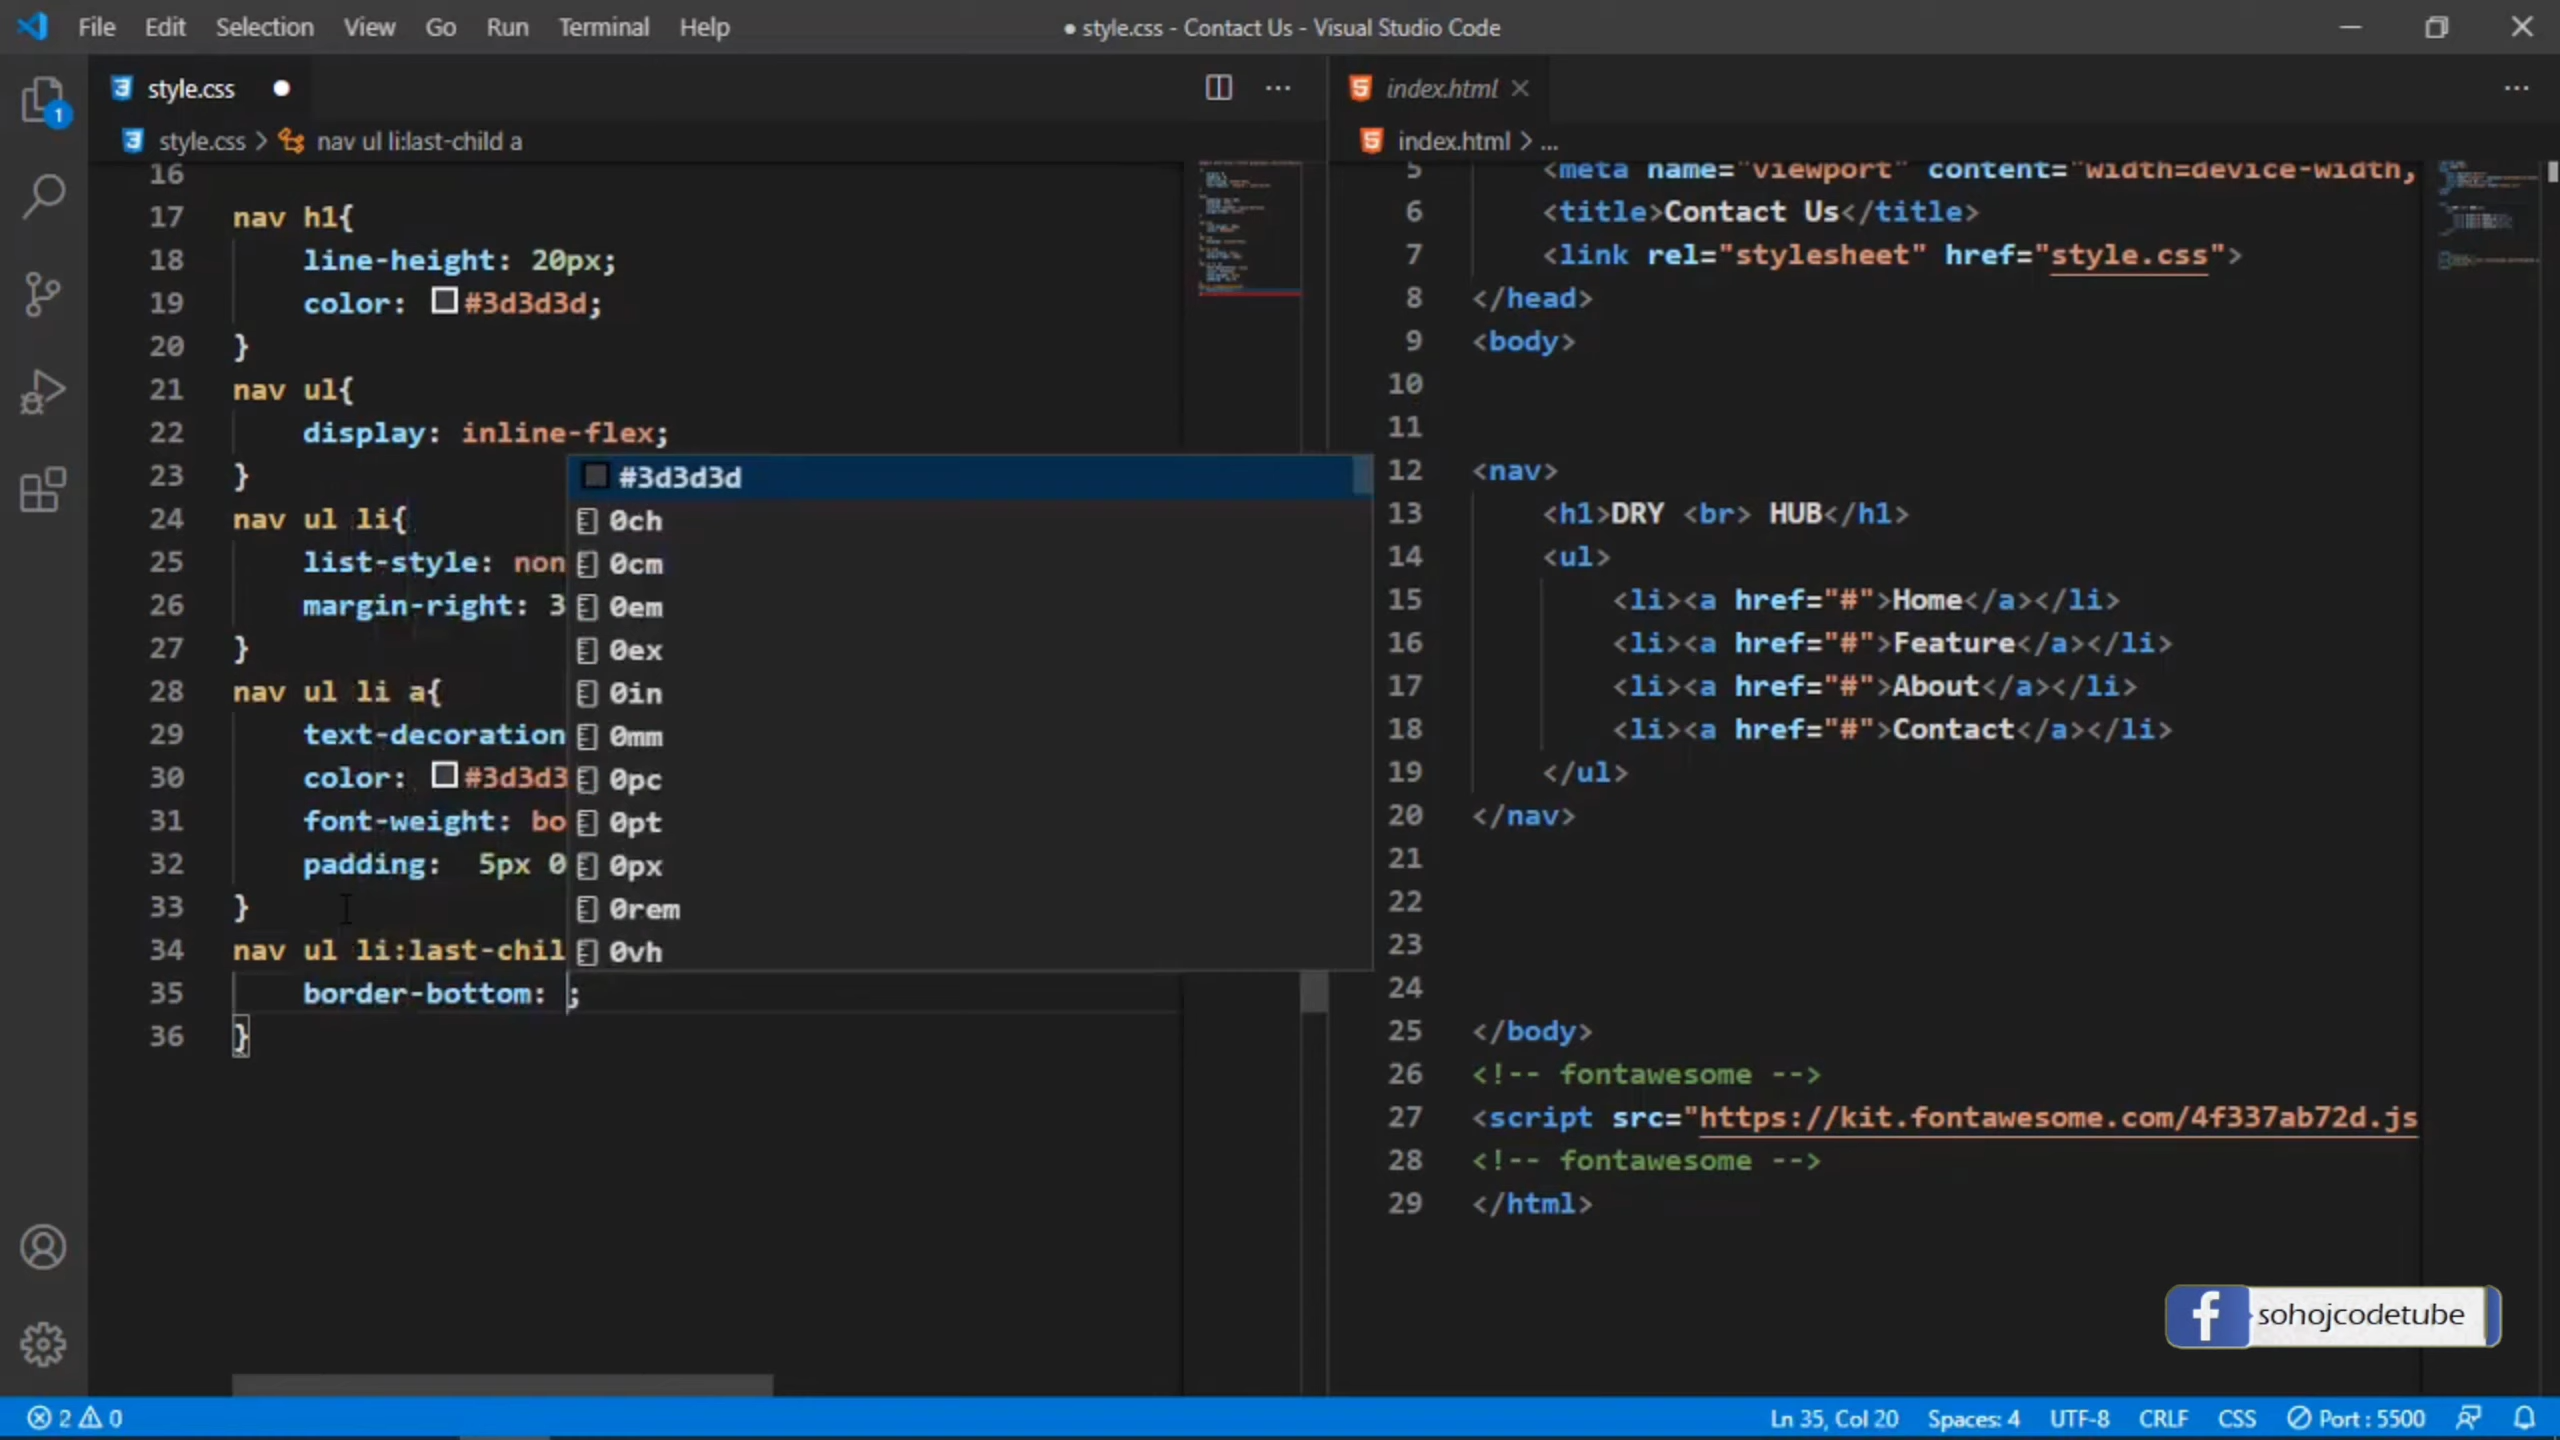 File Edit Selection View Go Run Terminal Help
● style.css - Contact Us - Visual Studio Code
style.css
style.css > nav ul li:last-child a
16
17 nav h1{
18 line-height: 20px;
19 color: #3d3d3d;
20 }
21 nav ul{
22 display: inline-flex;
23 }
24 nav ul li{
25 list-style: non
26 margin-right: 3
27 }
28 nav ul li a{
29 text-decoration
30 color: #3d3d3
31 font-weight: bo
32 padding:  5px 0
33 }
34 nav ul li:last-chil
35 border-bottom: ;
36 }
#3d3d3d
0ch
0cm
0em
0ex
0in
0mm
0pc
0pt
0px
0rem
0vh
index.html
index.html > ...
5 <meta name="viewport" content="width=device-width,
6 <title>Contact Us</title>
7 <link rel="stylesheet" href="style.css">
8 </head>
9 <body>
10
11
12 <nav>
13 <h1>DRY <br> HUB</h1>
14 <ul>
15 <li><a href="#">Home</a></li>
16 <li><a href="#">Feature</a></li>
17 <li><a href="#">About</a></li>
18 <li><a href="#">Contact</a></li>
19 </ul>
20 </nav>
21
22
23
24
25 </body>
26 <!-- fontawesome -->
27 <script src="https://kit.fontawesome.com/4f337ab72d.js
28 <!-- fontawesome -->
29 </html>
1
f sohojcodetube
2 0
Ln 35, Col 20 Spaces: 4 UTF-8 CRLF CSS Port : 5500